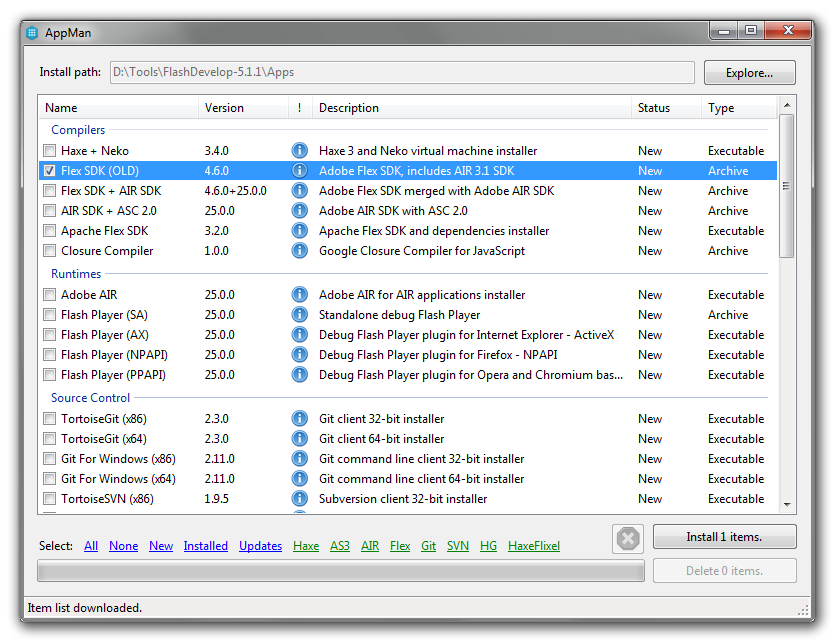 AppMan
Install path: D:\Tools\FlashDevelop-5.1.1\Apps Explore...
Name Version ! Description Status Type
Compilers
Haxe + Neko 3.4.0 Haxe 3 and Neko virtual machine installer New Executable
Flex SDK (OLD) 4.6.0 Adobe Flex SDK, includes AIR 3.1 SDK New Archive
Flex SDK + AIR SDK 4.6.0+25.0.0 Adobe Flex SDK merged with Adobe AIR SDK New Archive
AIR SDK + ASC 2.0 25.0.0 Adobe AIR SDK with ASC 2.0 New Archive
Apache Flex SDK 3.2.0 Apache Flex SDK and dependencies installer New Executable
Closure Compiler 1.0.0 Google Closure Compiler for JavaScript New Archive
Runtimes
Adobe AIR 25.0.0 Adobe AIR for AIR applications installer New Executable
Flash Player (SA) 25.0.0 Standalone debug Flash Player New Archive
Flash Player (AX) 25.0.0 Debug Flash Player plugin for Internet Explorer - ActiveX New Executable
Flash Player (NPAPI) 25.0.0 Debug Flash Player plugin for Firefox - NPAPI New Executable
Flash Player (PPAPI) 25.0.0 Debug Flash Player plugin for Opera and Chromium bas... New Executable
Source Control
TortoiseGit (x86) 2.3.0 Git client 32-bit installer New Executable
TortoiseGit (x64) 2.3.0 Git client 64-bit installer New Executable
Git For Windows (x86) 2.11.0 Git command line client 32-bit installer New Executable
Git For Windows (x64) 2.11.0 Git command line client 64-bit installer New Executable
TortoiseSVN (x86) 1.9.5 Subversion client 32-bit installer New Executable
Select: All None New Installed Updates Haxe AS3 AIR Flex Git SVN HG HaxeFlixel Install 1 items.
Delete 0 items.
Item list downloaded.